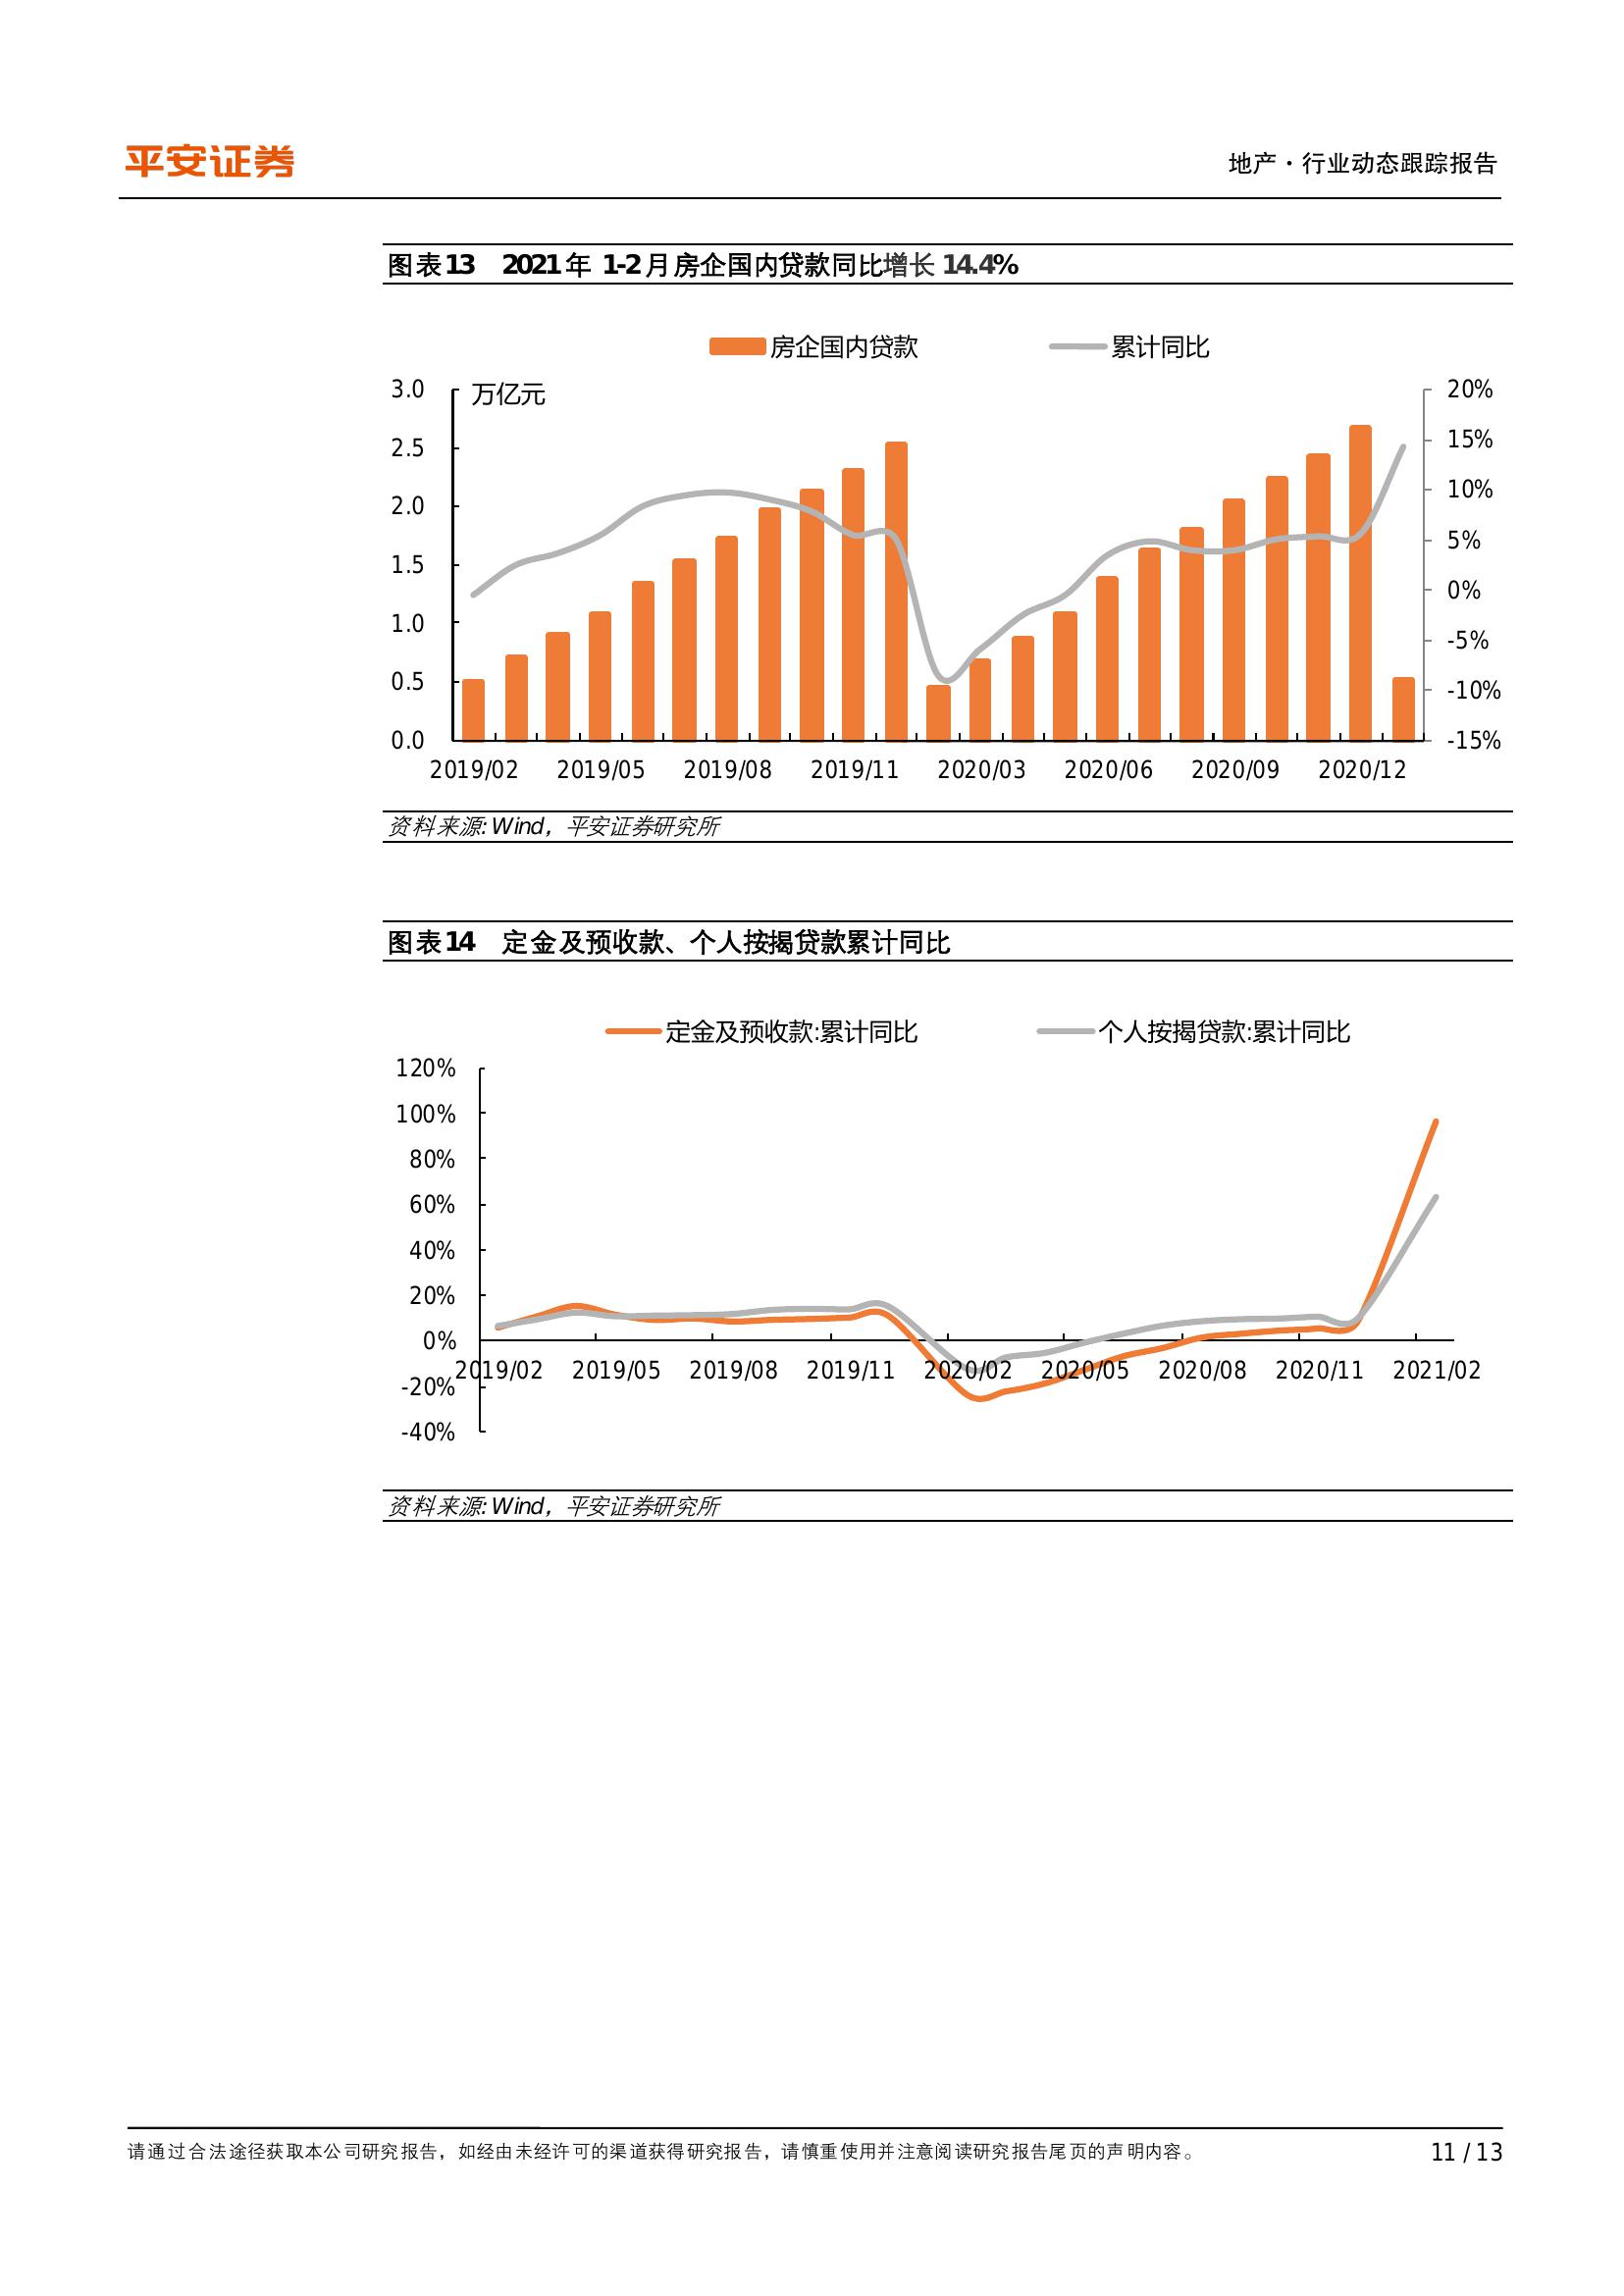 平安证券
地产·行业动态跟踪报告
图表13 2021年 1-2月房企国内贷款同比增长 14.4%
房企国内贷款 累计同比
万亿元
3.0
2.5
2.0
1.5
1.0
0.5
0.0
20%
15%
10%
5%
0%
-5%
-10%
-15%
2019/02 2019/05 2019/08 2019/11 2020/03 2020/06 2020/09 2020/12
资料来源: Wind，平安证券研究所
图表14 定金及预收款、个人按揭贷款累计同比
定金及预收款:累计同比 个人按揭贷款:累计同比
120%
100%
80%
60%
40%
20%
0%
-20%
-40%
2019/02 2019/05 2019/08 2019/11 2020/02 2020/05 2020/08 2020/11 2021/02
资料来源: Wind，平安证券研究所
请通过合法途径获取本公司研究报告，如经由未经许可的渠道获得研究报告，请慎重使用并注意阅读研究报告尾页的声明内容。
11 / 13